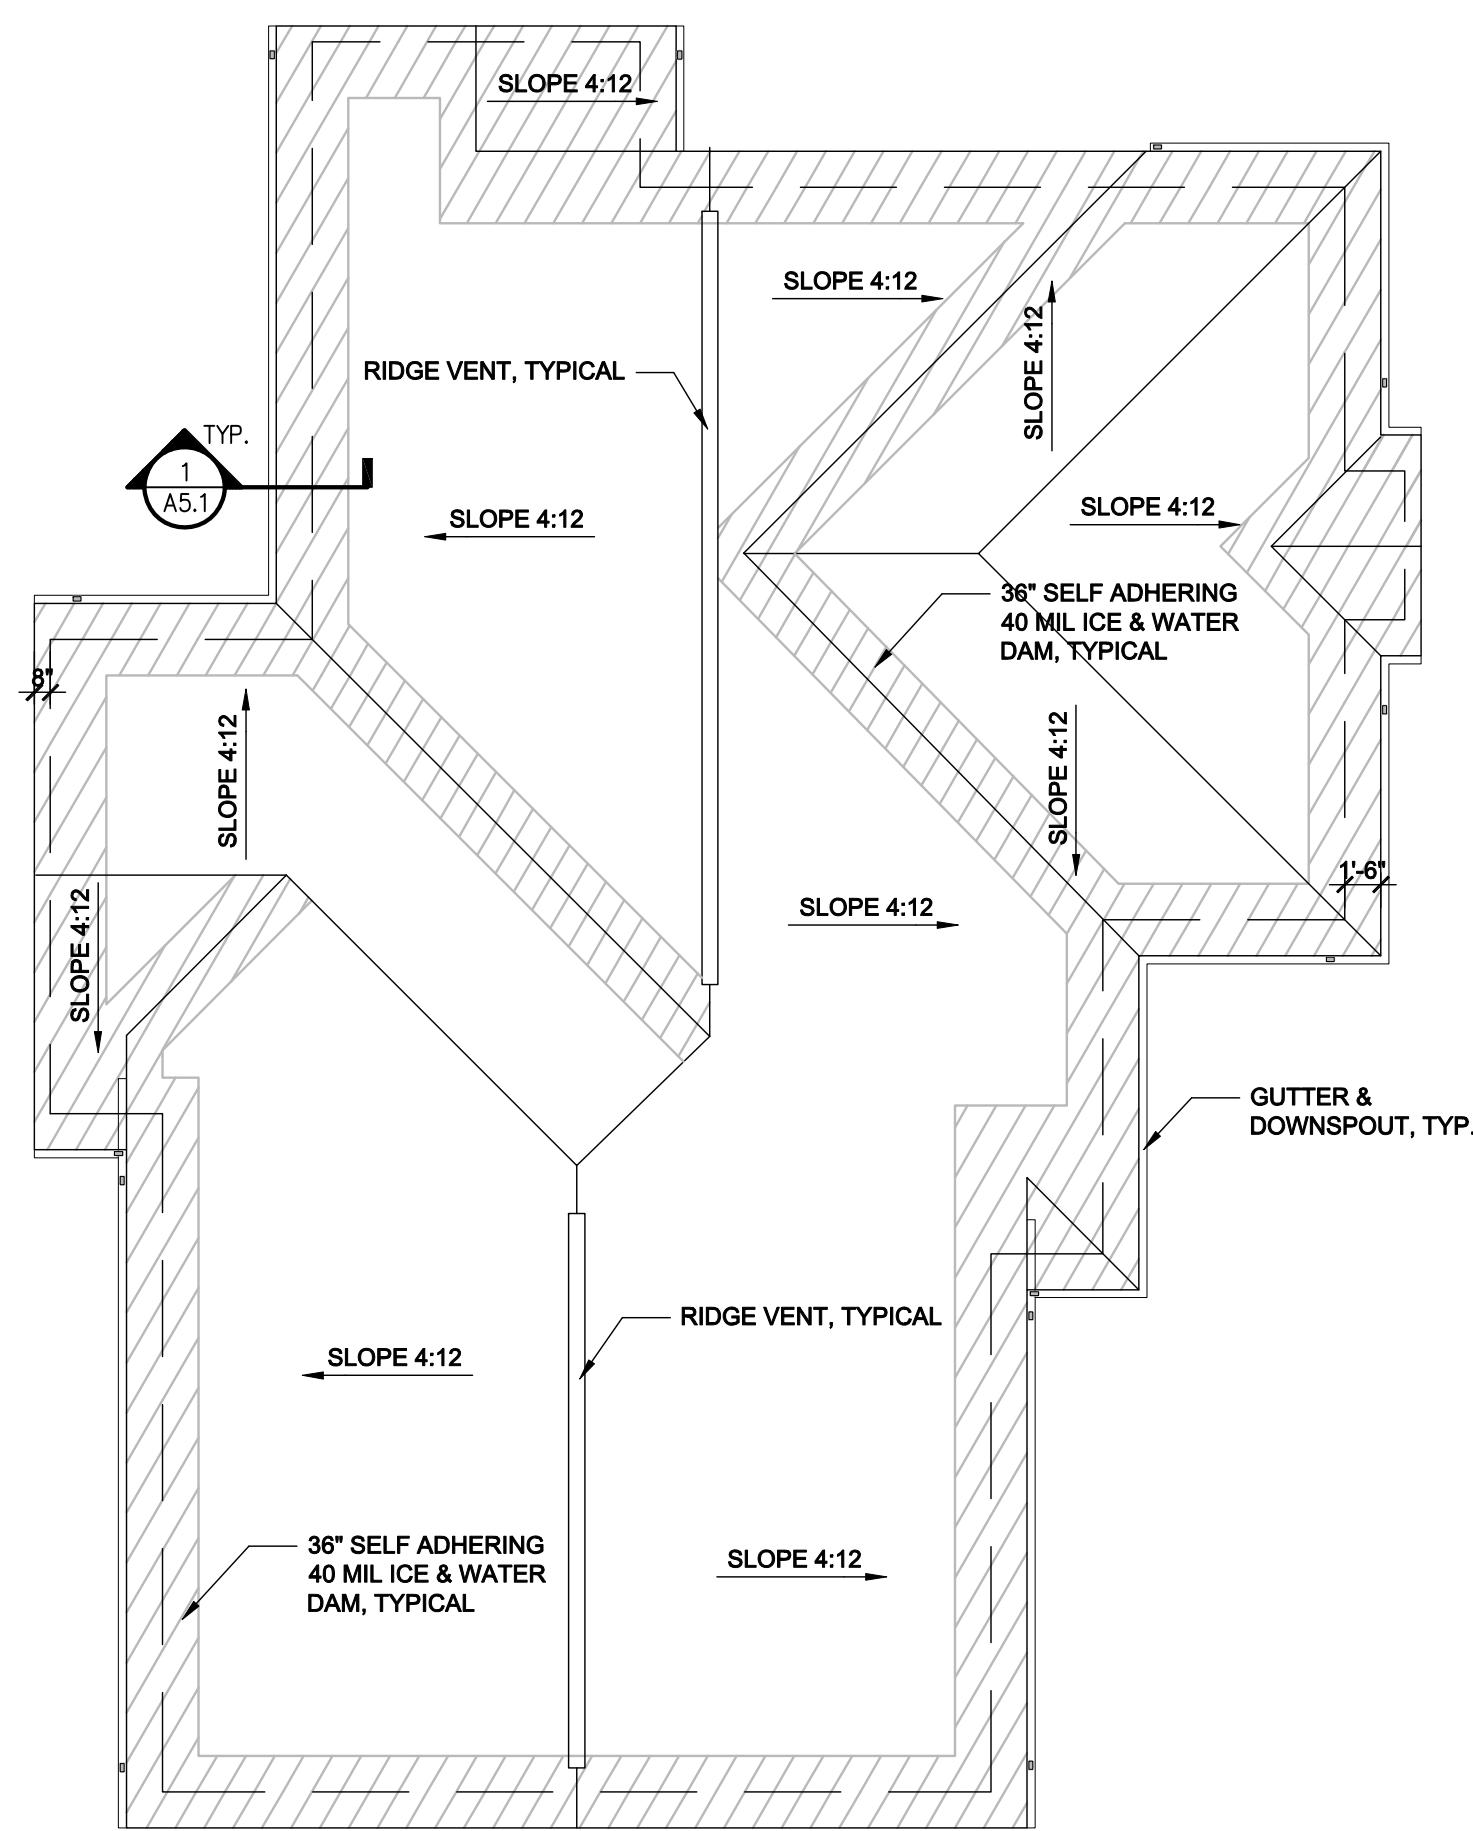 SLOPE 4:12
SLOPE 4:12
SLOPE 4:12
RIDGE VENT, TYPICAL
TYP.
1
A5.1
SLOPE 4:12
SLOPE 4:12
36" SELF ADHERING
40 MIL ICE & WATER
DAM, TYPICAL
8"
SLOPE 4:12
SLOPE 4:12
SLOPE 4:12
SLOPE 4:12
1'-6"
SLOPE 4:12
GUTTER &
DOWNSPOUT, TYP.
RIDGE VENT, TYPICAL
SLOPE 4:12
36" SELF ADHERING
40 MIL ICE & WATER
DAM, TYPICAL
SLOPE 4:12